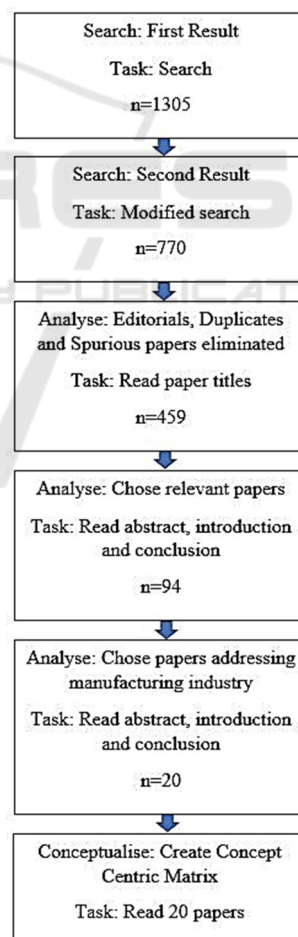 Search: First Result
Task: Search
n=1305
Search: Second Result
Task: Modified search
n=770
Analyse: Editorials, Duplicates
and Spurious papers eliminated
Task: Read paper titles
n=459
Analyse: Chose relevant papers
Task: Read abstract, introduction
and conclusion
n=94
Analyse: Chose papers addressing
manufacturing industry
Task: Read abstract, introduction
and conclusion
n=20
Conceptualise: Create Concept
Centric Matrix
Task: Read 20 papers